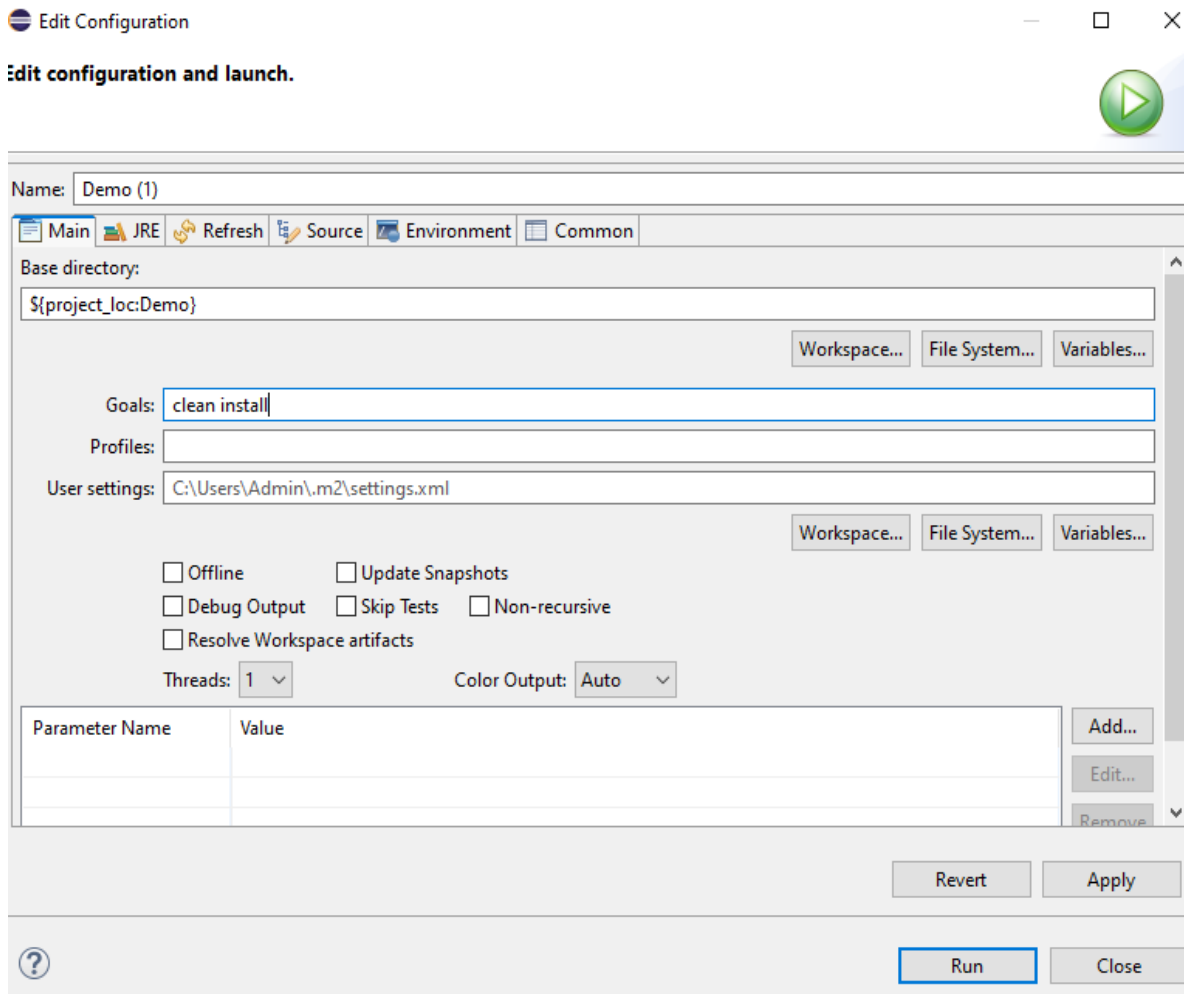 Edit Configuration
Edit configuration and launch.
Name: Demo (1)
Main JRE Refresh Source Environment Common
Base directory:
${project_loc:Demo}
Workspace... File System... Variables...
Goals: clean install
Profiles:
User settings: C:\Users\Admin\.m2\settings.xml
Workspace... File System... Variables...
Offline Update Snapshots
Debug Output Skip Tests Non-recursive
Resolve Workspace artifacts
Threads: 1 Color Output: Auto
Parameter Name Value Add...
Edit...
Remove
Revert Apply
? Run Close